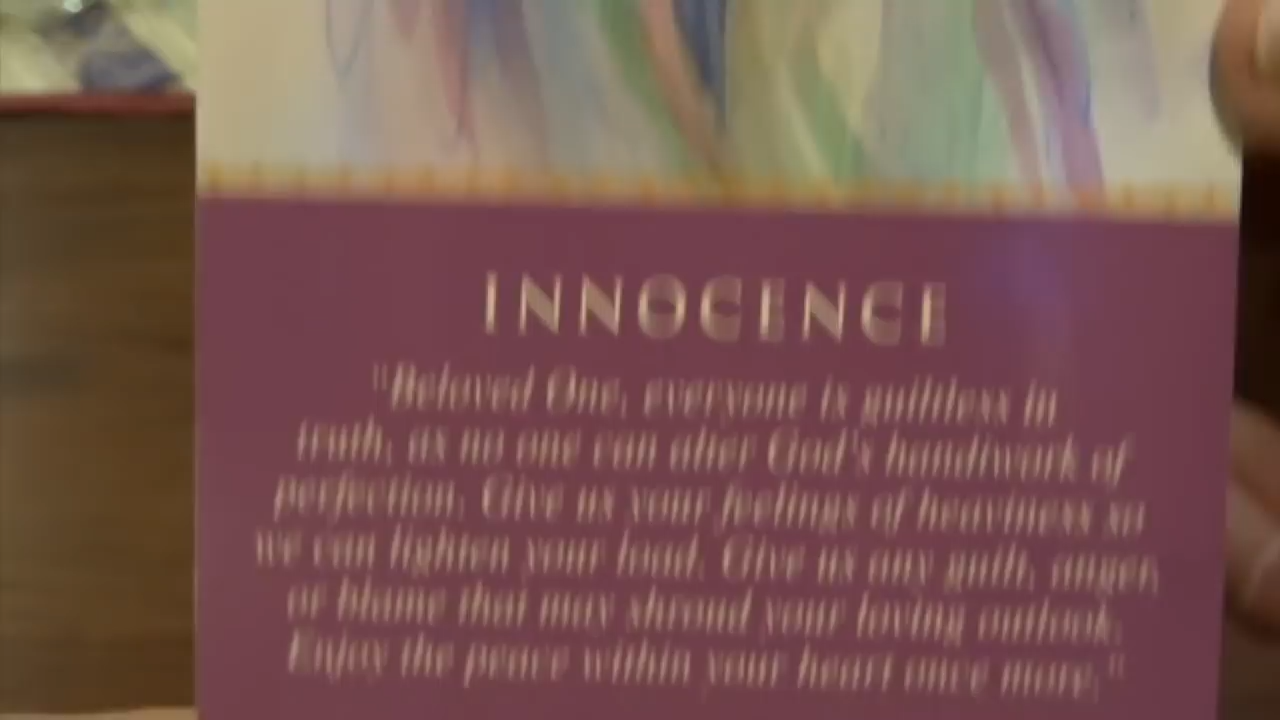 INNOCENCE
"Beloved One, everyone is guiltless in
truth, as no one can alter God's handiwork of
perfection. Give us your feelings of heaviness so
we can lighten your load. Give us any guilt, anger,
or blame that may shroud your loving outlook.
Enjoy the peace within your heart once more."